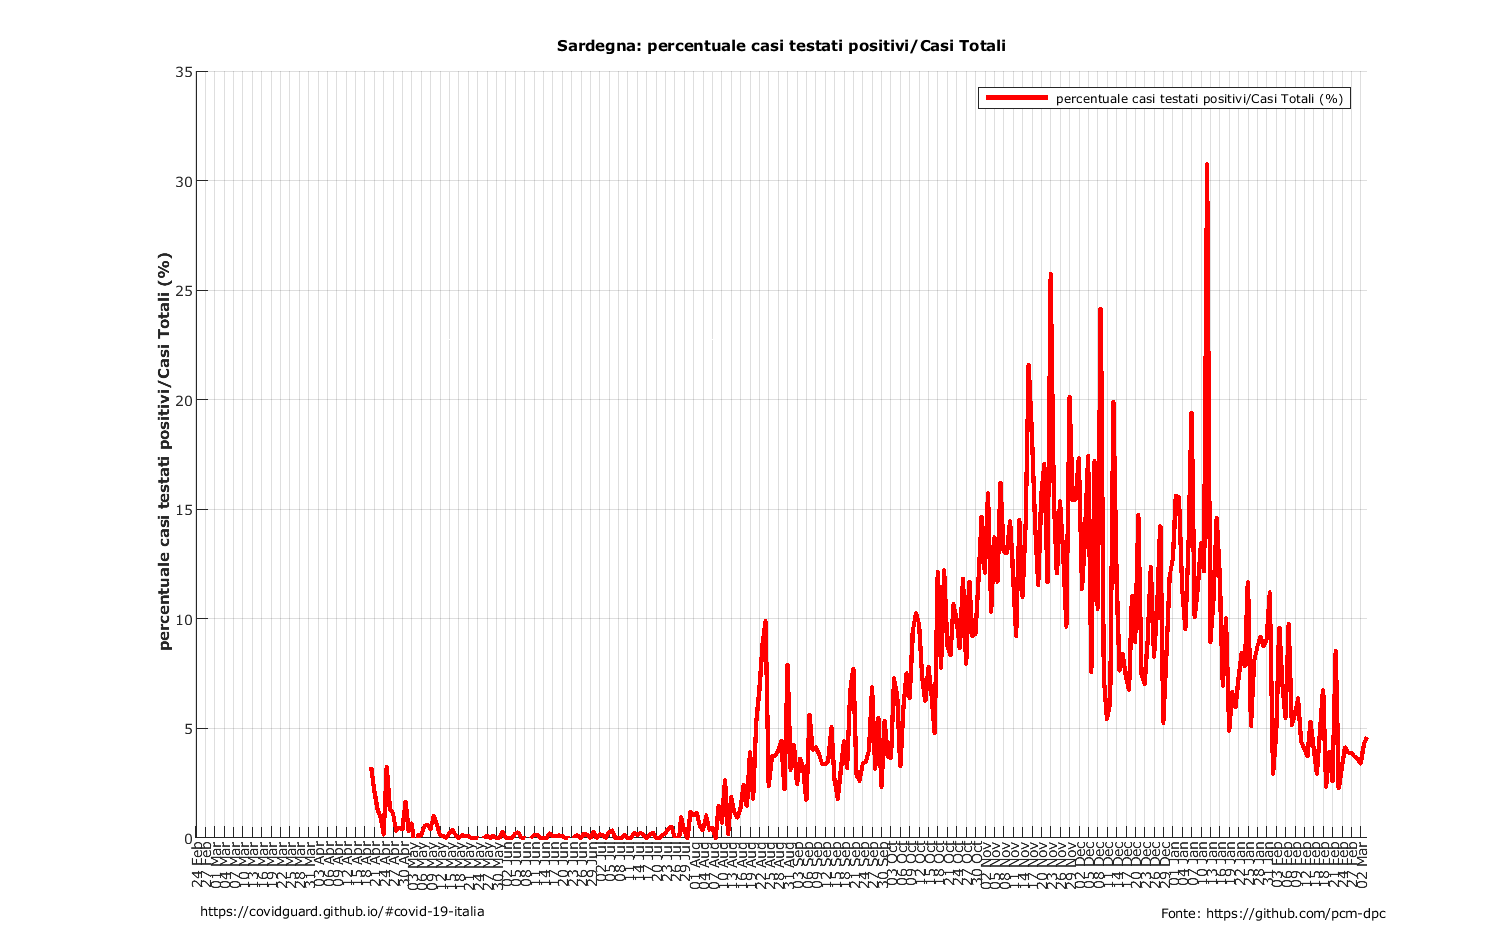 Sardegna: percentuale casi testati positivi/Casi Totali
percentuale casi testati positivi/Casi Totali (%)
percentuale casi testati positivi/Casi Totali (%)
35
30
25
20
15
10
5
0
24 Feb
27 Feb
01 Mar
04 Mar
07 Mar
10 Mar
13 Mar
16 Mar
19 Mar
22 Mar
25 Mar
28 Mar
31 Mar
03 Apr
06 Apr
09 Apr
12 Apr
15 Apr
18 Apr
21 Apr
24 Apr
27 Apr
30 Apr
03 May
06 May
09 May
12 May
15 May
18 May
21 May
24 May
27 May
30 May
02 Jun
05 Jun
08 Jun
11 Jun
14 Jun
17 Jun
20 Jun
23 Jun
26 Jun
29 Jun
02 Jul
05 Jul
08 Jul
11 Jul
14 Jul
17 Jul
20 Jul
23 Jul
26 Jul
29 Jul
01 Aug
04 Aug
07 Aug
10 Aug
13 Aug
16 Aug
19 Aug
22 Aug
25 Aug
28 Aug
31 Aug
03 Sep
06 Sep
09 Sep
12 Sep
15 Sep
18 Sep
21 Sep
24 Sep
27 Sep
30 Sep
03 Oct
06 Oct
09 Oct
12 Oct
15 Oct
18 Oct
21 Oct
24 Oct
27 Oct
30 Oct
02 Nov
05 Nov
08 Nov
11 Nov
14 Nov
17 Nov
20 Nov
23 Nov
26 Nov
29 Nov
02 Dec
05 Dec
08 Dec
11 Dec
14 Dec
17 Dec
20 Dec
23 Dec
26 Dec
29 Dec
01 Jan
04 Jan
07 Jan
10 Jan
13 Jan
16 Jan
19 Jan
22 Jan
25 Jan
28 Jan
31 Jan
03 Feb
06 Feb
09 Feb
12 Feb
15 Feb
18 Feb
21 Feb
24 Feb
27 Feb
02 Mar
https://covidguard.github.io/#covid-19-italia
Fonte: https://github.com/pcm-dpc